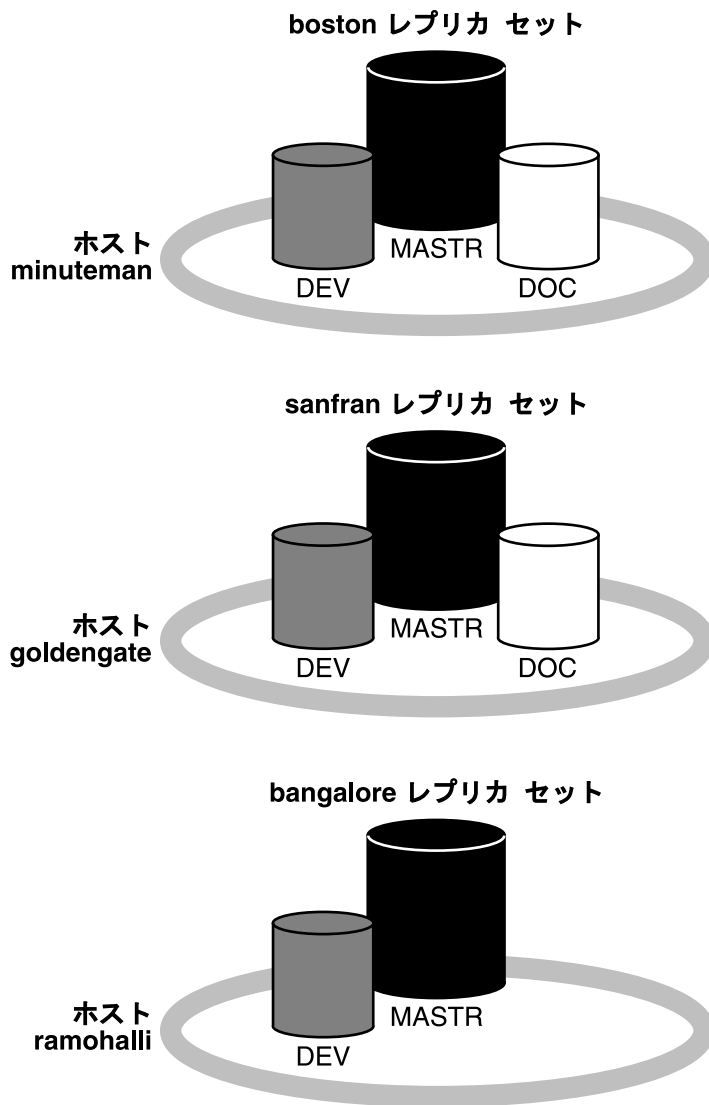 boston レプリカ セット
ホスト
minuteman
MASTR
DEV
DOC
sanfran レプリカ セット
ホスト
goldengate
MASTR
DEV
DOC
bangalore レプリカ セット
ホスト
ramohalli
MASTR
DEV